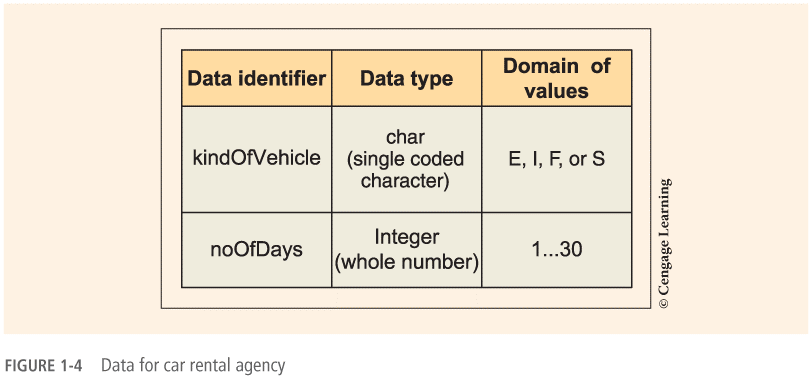 Data identifier
Data type
Domain of
values
kindOfVehicle
char
(single coded
character)
E, I, F, or S
noOfDays
Integer
(whole number)
1...30
© Cengage Learning
FIGURE 1-4 Data for car rental agency